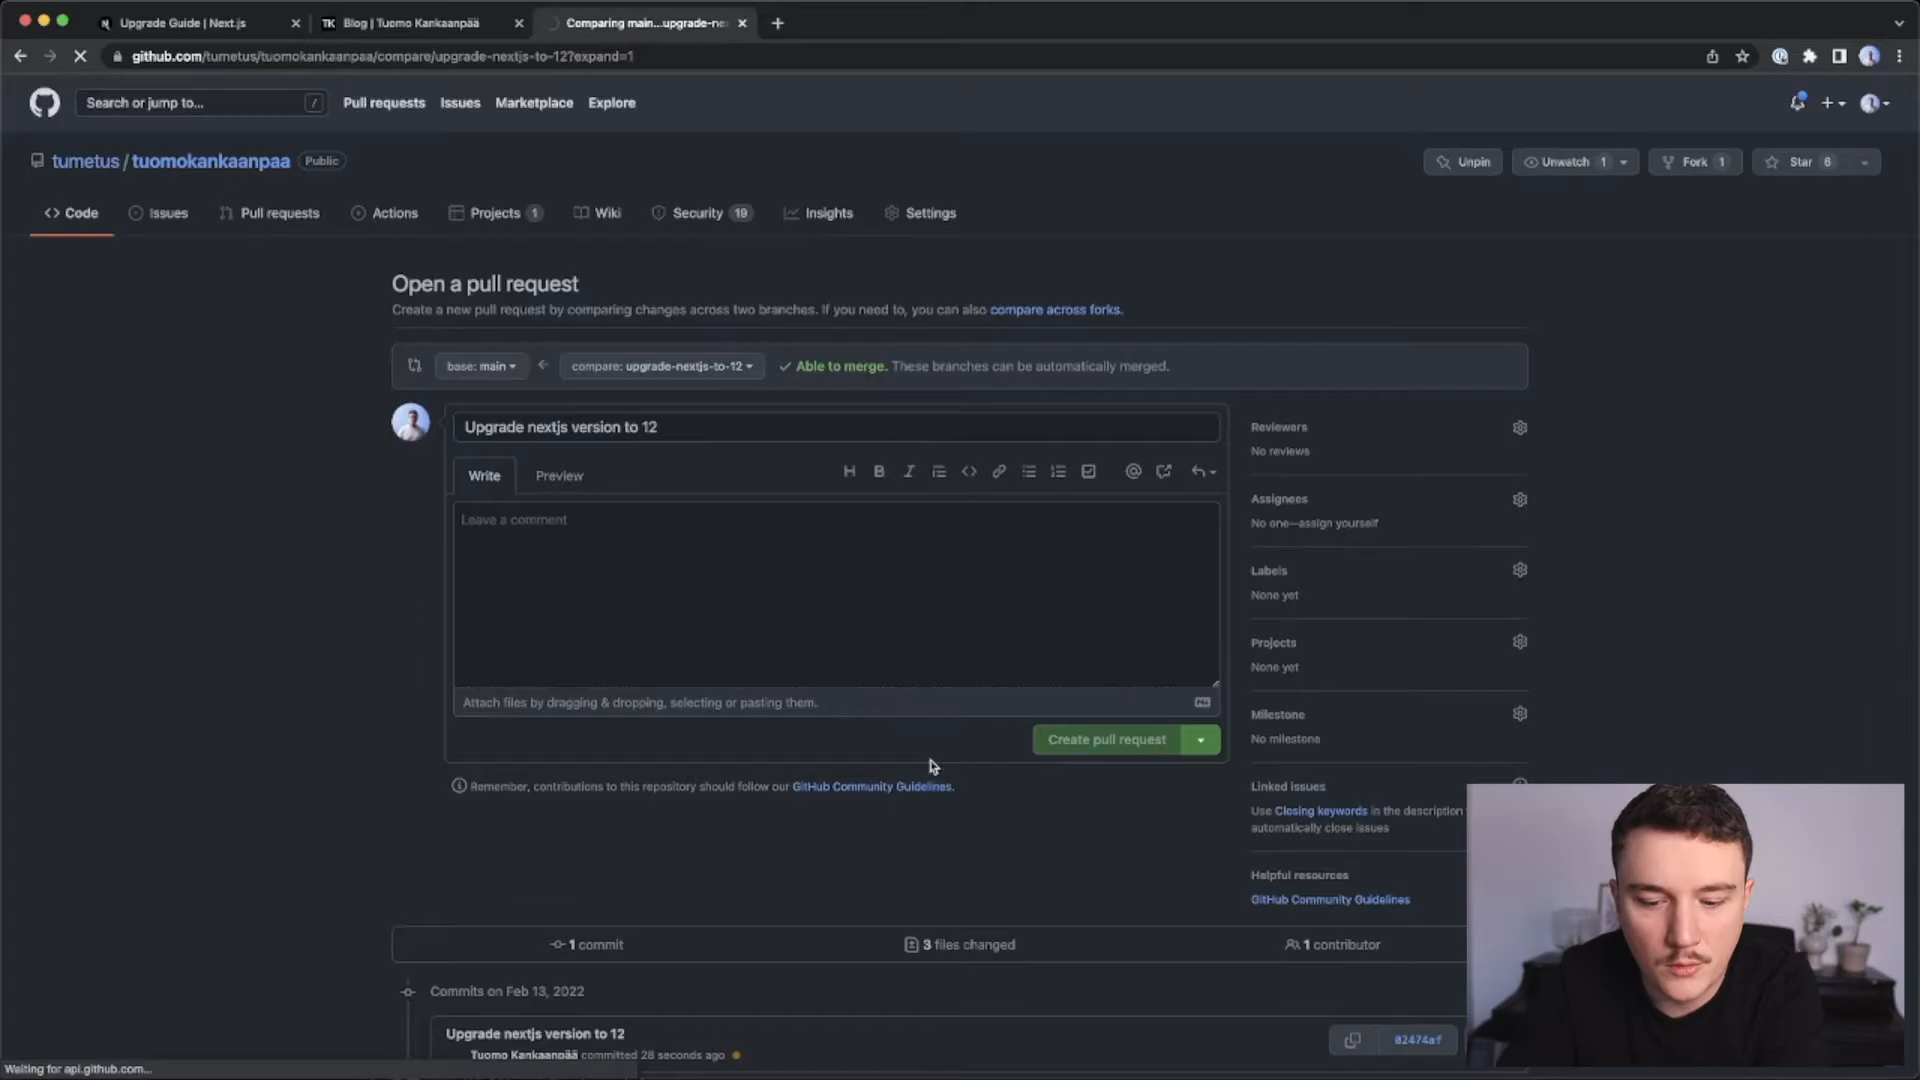 Upgrade Guide | Next.js
TK Blog | Tuomo Kankaanpää
Comparing main...upgrade-ne
github.com/tumetus/tuomokankaanpaa/compare/upgrade-nextjs-to-12?expand=1
Search or jump to... /
Pull requests
Issues
Marketplace
Explore
tumetus / tuomokankaanpaa Public
Unpin
Unwatch 1
Fork 1
Star 6
<> Code
Issues
Pull requests
Actions
Projects 1
Wiki
Security 19
Insights
Settings
Open a pull request
Create a new pull request by comparing changes across two branches. If you need to, you can also compare across forks.
base: main
compare: upgrade-nextjs-to-12
Able to merge. These branches can be automatically merged.
Upgrade nextjs version to 12
Write
Preview
Leave a comment
Attach files by dragging & dropping, selecting or pasting them.
Create pull request
Remember, contributions to this repository should follow our GitHub Community Guidelines.
Reviewers
No reviews
Assignees
No one—assign yourself
Labels
None yet
Projects
None yet
Milestone
No milestone
Linked issues
Use Closing keywords in the description
automatically close issues
Helpful resources
GitHub Community Guidelines
1 commit
3 files changed
1 contributor
Commits on Feb 13, 2022
Upgrade nextjs version to 12
Tuomo Kankaanpää committed 28 seconds ago
02474af
Waiting for api.github.com...